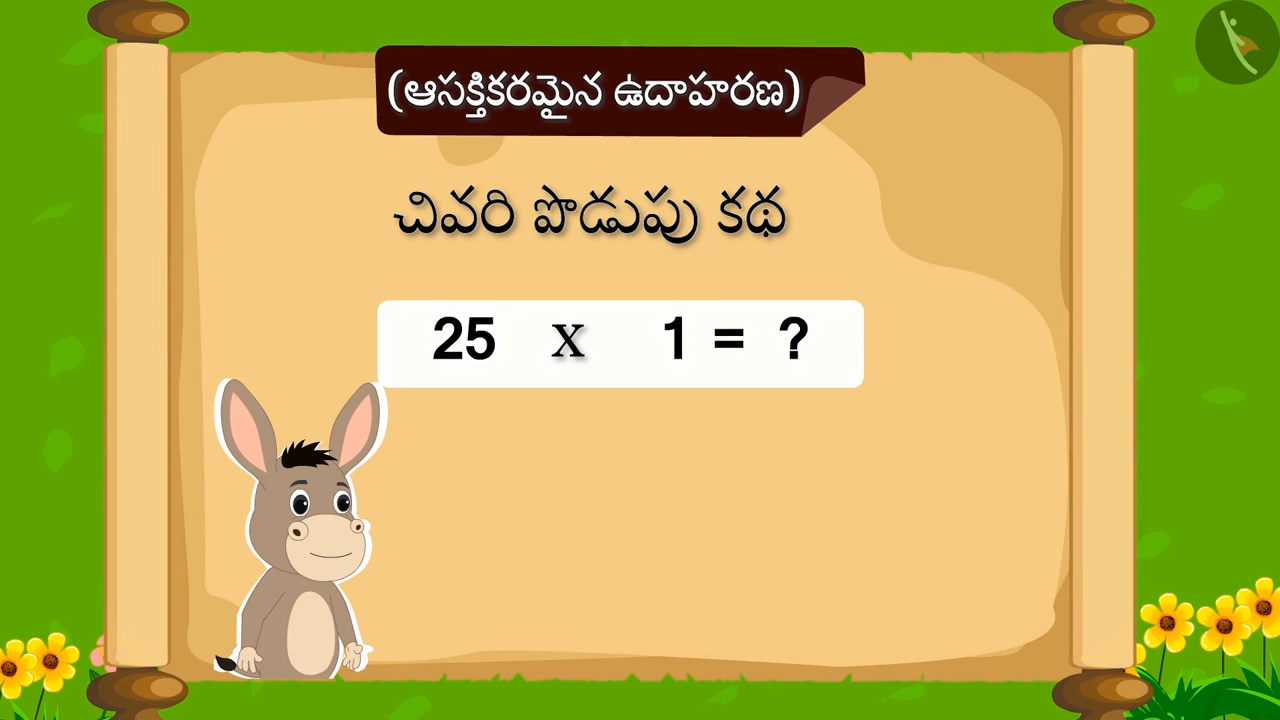 (ఆసక్తికరమైన ఉదాహరణ)
చివరి పొడుపు కథ
25 x 1 = ?